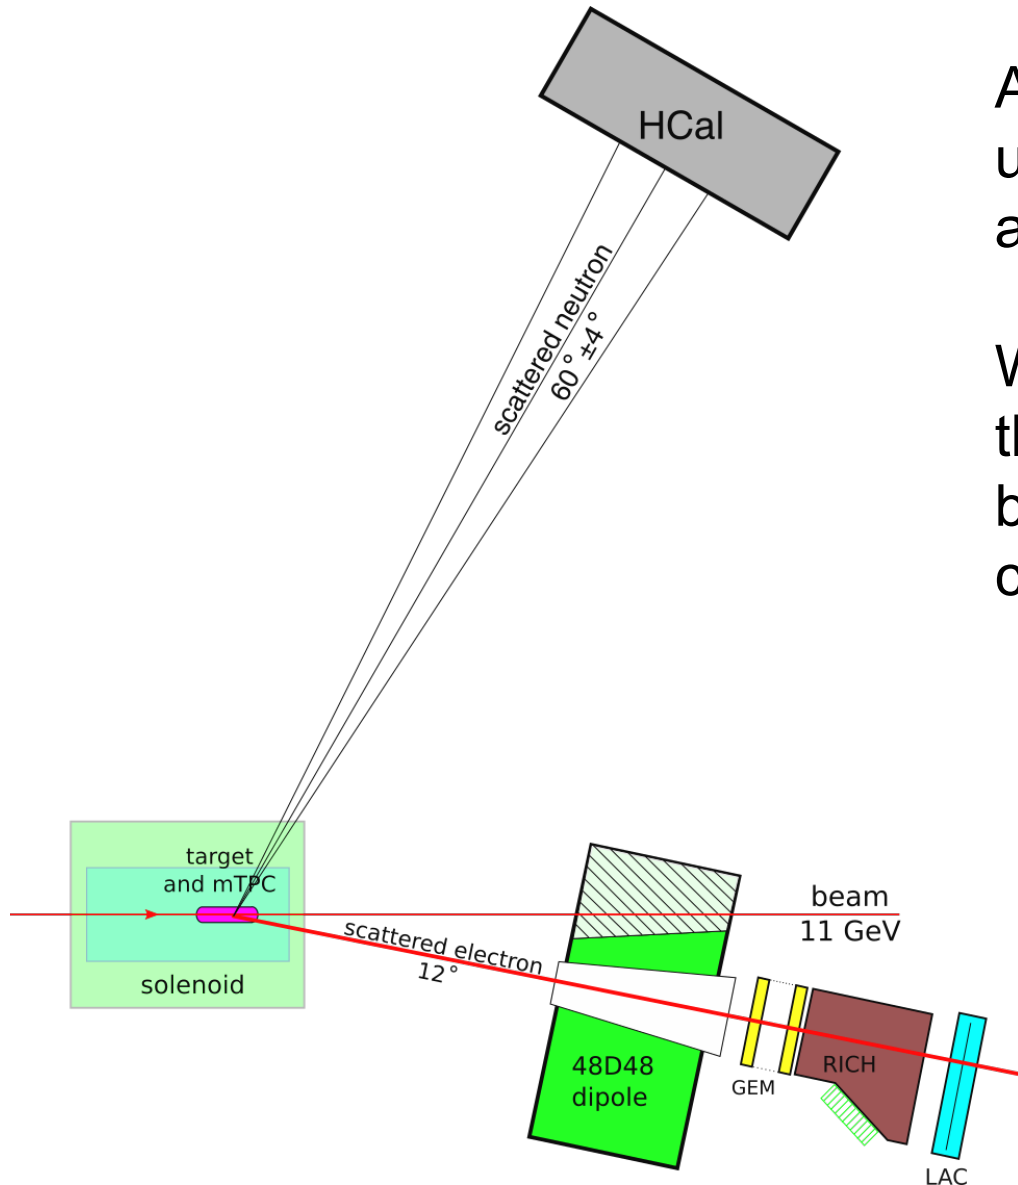 HCal
scattered neutron
60° ±4°
target
and mTPC
solenoid
scattered electron
12°
beam
11 GeV
48D48
dipole
GEM
RICH
LAC